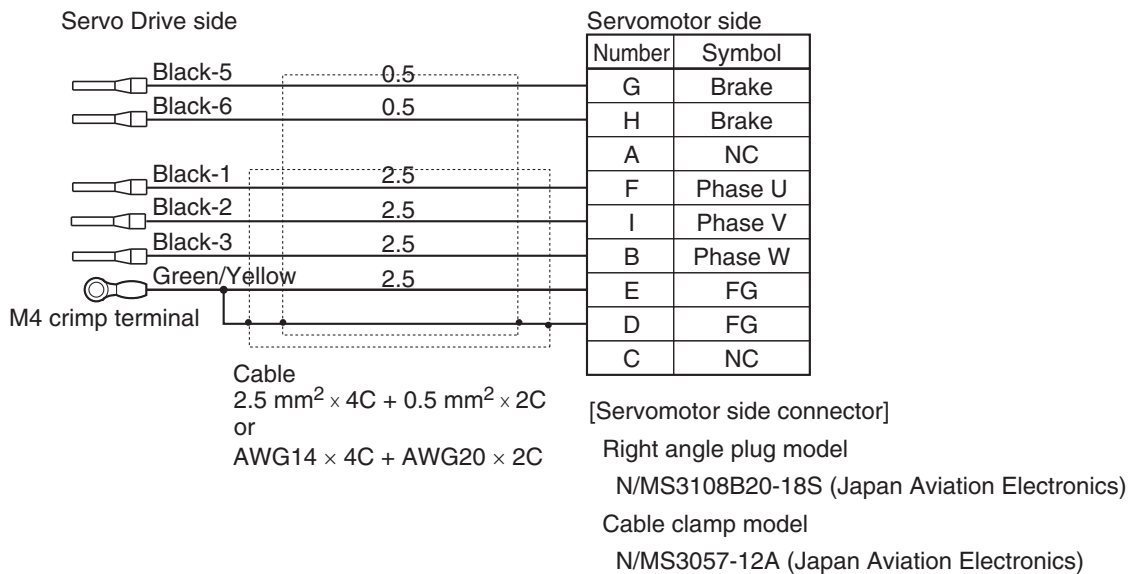 Servo Drive side
Servomotor side
Number Symbol
Black-5 0.5 G Brake
Black-6 0.5 H Brake
A NC
Black-1 2.5 F Phase U
Black-2 2.5 I Phase V
Black-3 2.5 B Phase W
Green/Yellow 2.5 E FG
M4 crimp terminal D FG
C NC
Cable
2.5 mm² × 4C + 0.5 mm² × 2C
or
AWG14 × 4C + AWG20 × 2C
[Servomotor side connector]
Right angle plug model
N/MS3108B20-18S (Japan Aviation Electronics)
Cable clamp model
N/MS3057-12A (Japan Aviation Electronics)